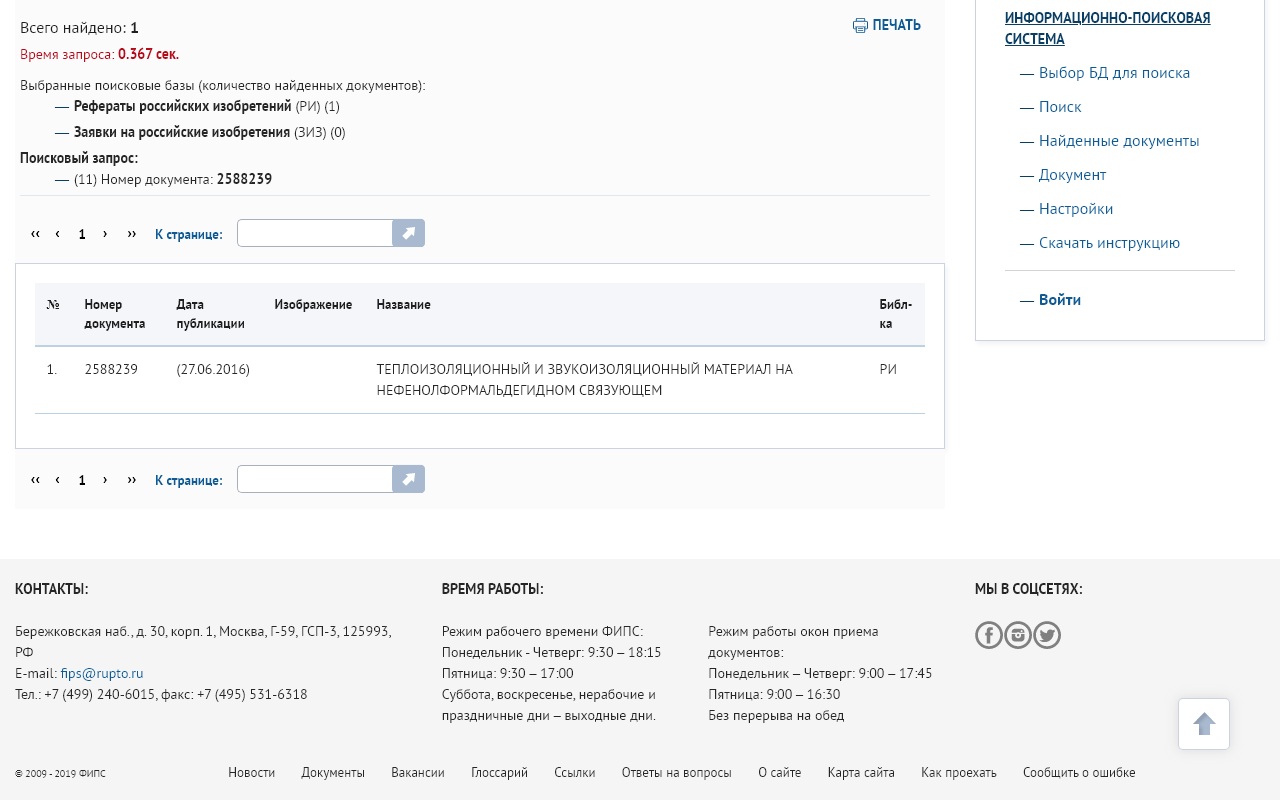 Всего найдено: 1
ПЕЧАТЬ
Время запроса: 0.367 сек.
Выбранные поисковые базы (количество найденных документов):
— Рефераты российских изобретений (РИ) (1)
— Заявки на российские изобретения (ЗИЗ) (0)
Поисковый запрос:
— (11) Номер документа: 2588239
‹‹ ‹ 1 › ›› К странице:
№ Номер документа Дата публикации Изображение Название Библ-ка
1. 2588239 (27.06.2016) ТЕПЛОИЗОЛЯЦИОННЫЙ И ЗВУКОИЗОЛЯЦИОННЫЙ МАТЕРИАЛ НА РИ
НЕФЕНОЛФОРМАЛЬДЕГИДНОМ СВЯЗУЮЩЕМ
‹‹ ‹ 1 › ›› К странице:
ИНФОРМАЦИОННО-ПОИСКОВАЯ
СИСТЕМА
— Выбор БД для поиска
— Поиск
— Найденные документы
— Документ
— Настройки
— Скачать инструкцию
— Войти
КОНТАКТЫ:
Бережковская наб., д. 30, корп. 1, Москва, Г-59, ГСП-3, 125993,
РФ
E-mail: fips@rupto.ru
Тел.: +7 (499) 240-6015, факс: +7 (495) 531-6318
ВРЕМЯ РАБОТЫ:
Режим рабочего времени ФИПС:
Понедельник - Четверг: 9:30 – 18:15
Пятница: 9:30 – 17:00
Суббота, воскресенье, нерабочие и
праздничные дни – выходные дни.
Режим работы окон приема
документов:
Понедельник – Четверг: 9:00 – 17:45
Пятница: 9:00 – 16:30
Без перерыва на обед
МЫ В СОЦСЕТЯХ:
© 2009 - 2019 ФИПС
Новости Документы Вакансии Глоссарий Ссылки Ответы на вопросы О сайте Карта сайта Как проехать Сообщить о ошибке